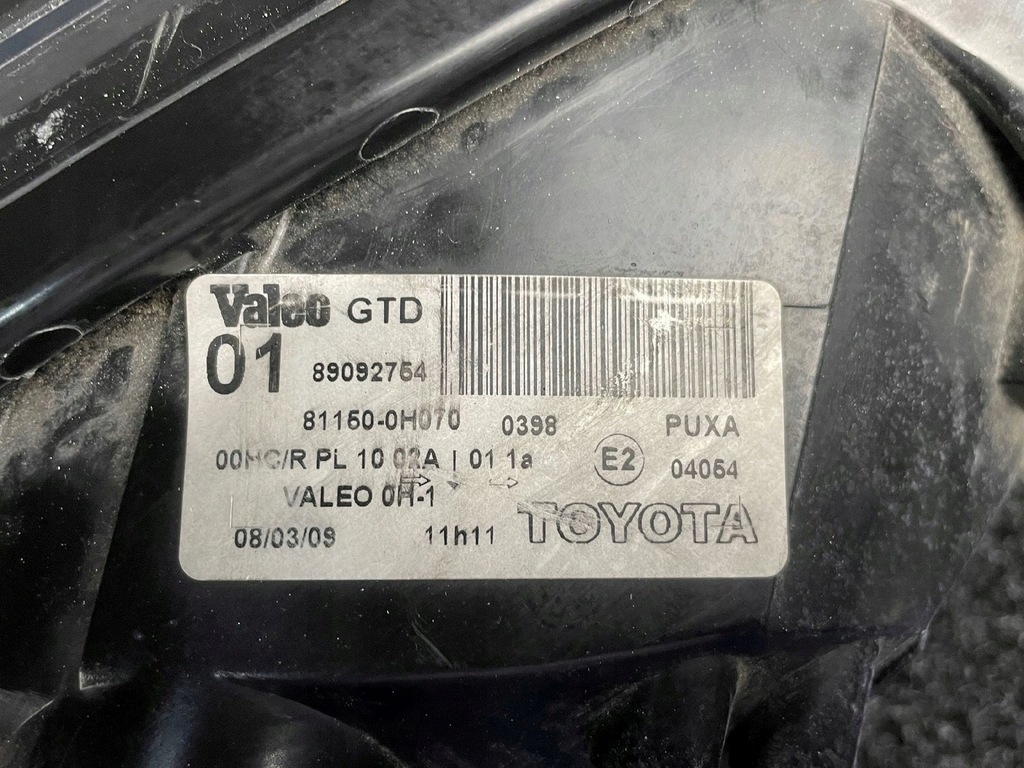 Valeo GTD
01 89092754
81150-0H070 0398 PUXA
00HC/R PL 10 02A | 01 1a E2 04054
VALEO 0H-1
TOYOTA
08/03/09 11h11